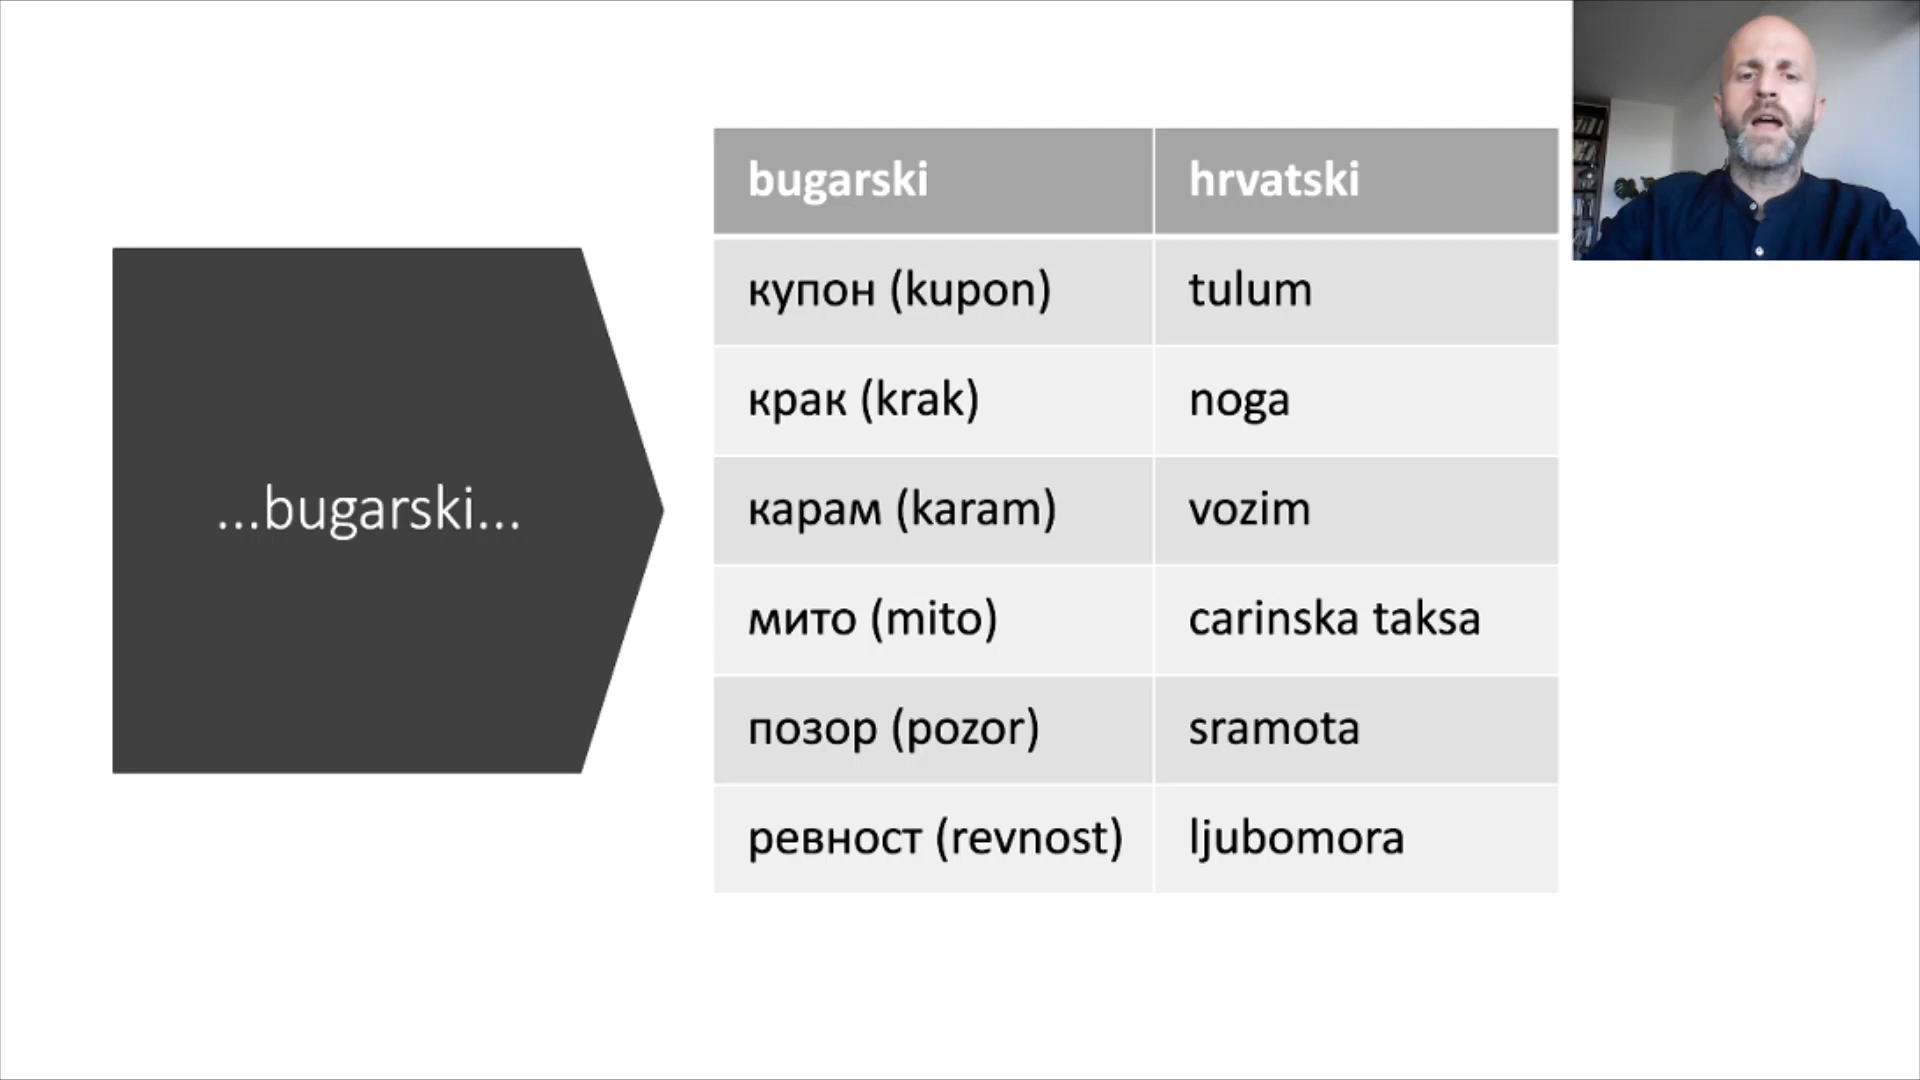 ...bugarski...
bugarski hrvatski
купон (kupon) tulum
крак (krak) noga
карам (karam) vozim
мито (mito) carinska taksa
позор (pozor) sramota
ревност (revnost) ljubomora